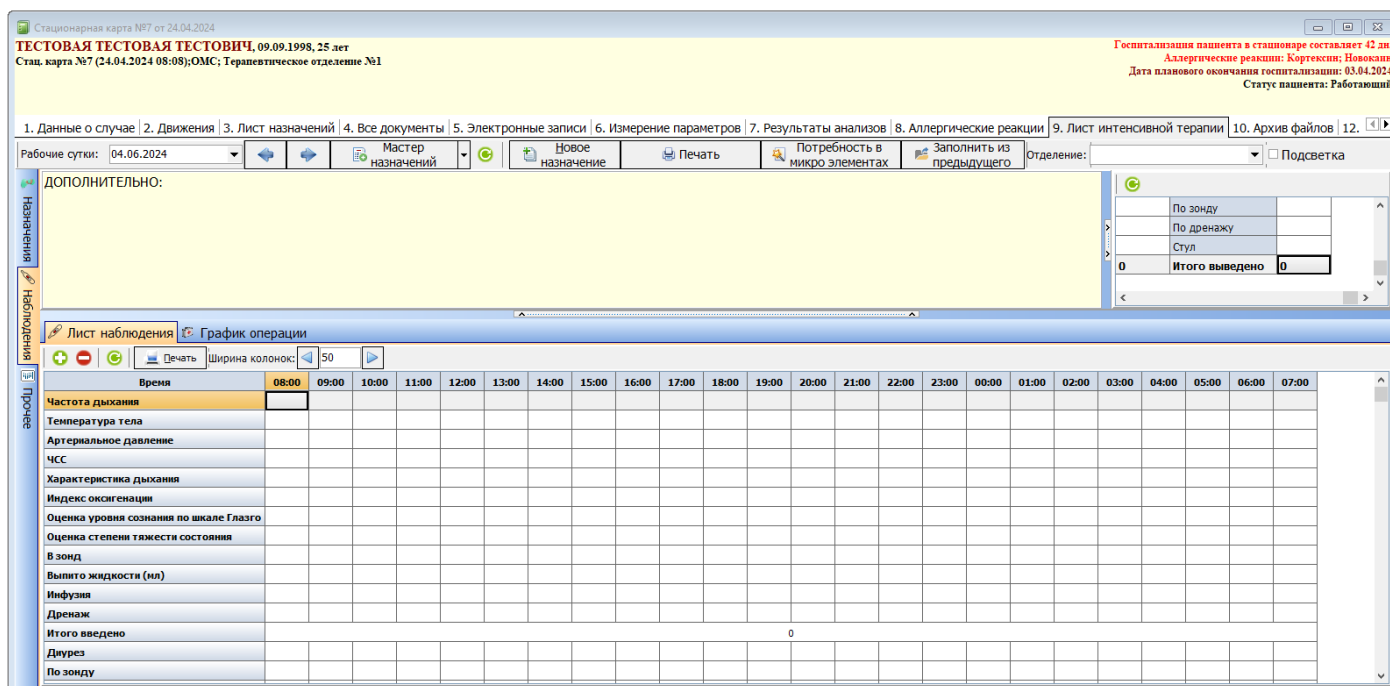 Стационарная карта №7 от 24.04.2024
ТЕСТОВАЯ ТЕСТОВАЯ ТЕСТОВИЧ, 09.09.1998, 25 лет
Стац. карта №7 (24.04.2024 08:08);ОМС; Терапевтическое отделение №1
Госпитализация пациента в стационаре составляет 42 дн
Аллергические реакции: Кортексин; Новокаин
Дата планового окончания госпитализации: 03.04.2024
Статус пациента: Работающий
1. Данные о случае 2. Движения 3. Лист назначений 4. Все документы 5. Электронные записи 6. Измерение параметров 7. Результаты анализов 8. Аллергические реакции 9. Лист интенсивной терапии 10. Архив файлов 12.
Рабочие сутки: 04.06.2024 Мастер назначений Новое назначение Печать Потребность в микро элементах Заполнить из предыдущего Отделение: Подсветка
Назначения
Наблюдения
Прочее
ДОПОЛНИТЕЛЬНО:
По зонду
По дренажу
Стул
0 Итого выведено 0
Лист наблюдения График операции
Печать Ширина колонок: 50
Время 08:00 09:00 10:00 11:00 12:00 13:00 14:00 15:00 16:00 17:00 18:00 19:00 20:00 21:00 22:00 23:00 00:00 01:00 02:00 03:00 04:00 05:00 06:00 07:00
Частота дыхания
Температура тела
Артериальное давление
ЧСС
Характеристика дыхания
Индекс оксигенации
Оценка уровня сознания по шкале Глазго
Оценка степени тяжести состояния
В зонд
Выпито жидкости (мл)
Инфузия
Дренаж
Итого введено 0
Диурез
По зонду